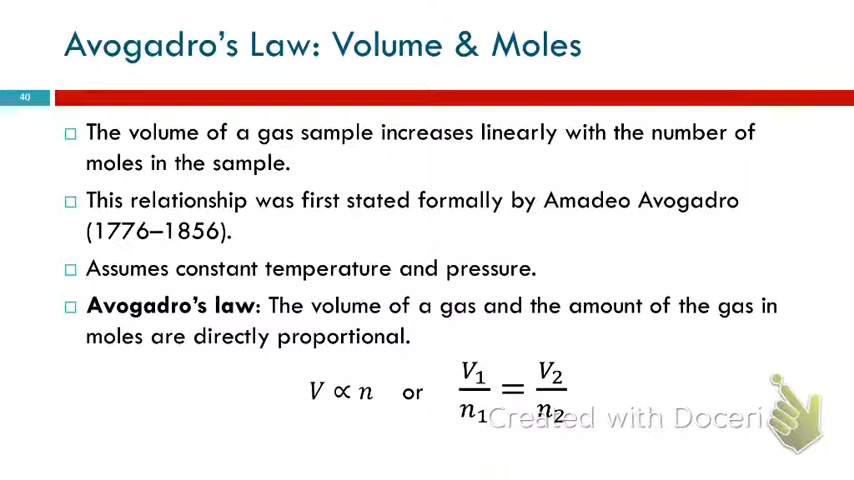 Avogadro's Law: Volume & Moles
40
The volume of a gas sample increases linearly with the number of
moles in the sample.
This relationship was first stated formally by Amadeo Avogadro
(1776–1856).
Assumes constant temperature and pressure.
Avogadro's law: The volume of a gas and the amount of the gas in
moles are directly proportional.
V ∝ n or V₁/n₁ = V₂/n₂
Created with Doceri